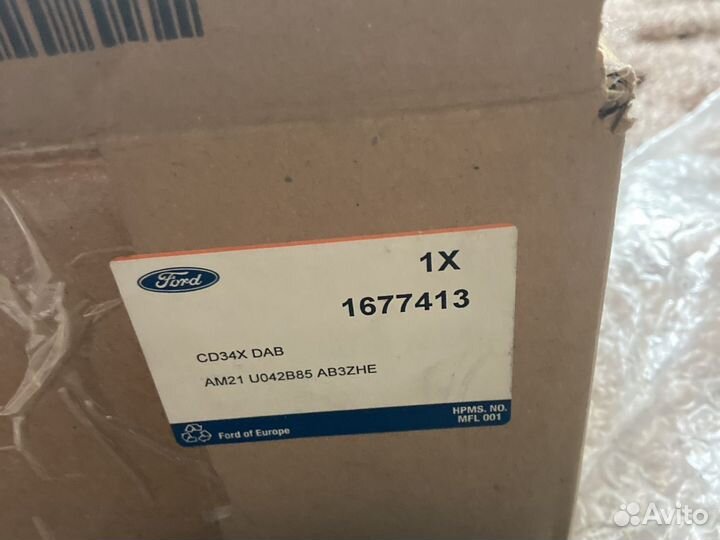 Ford
1X
1677413
CD34X DAB
AM21 U042B85 AB3ZHE
Ford of Europe
HPMS. NO.
MFL 001
Avito